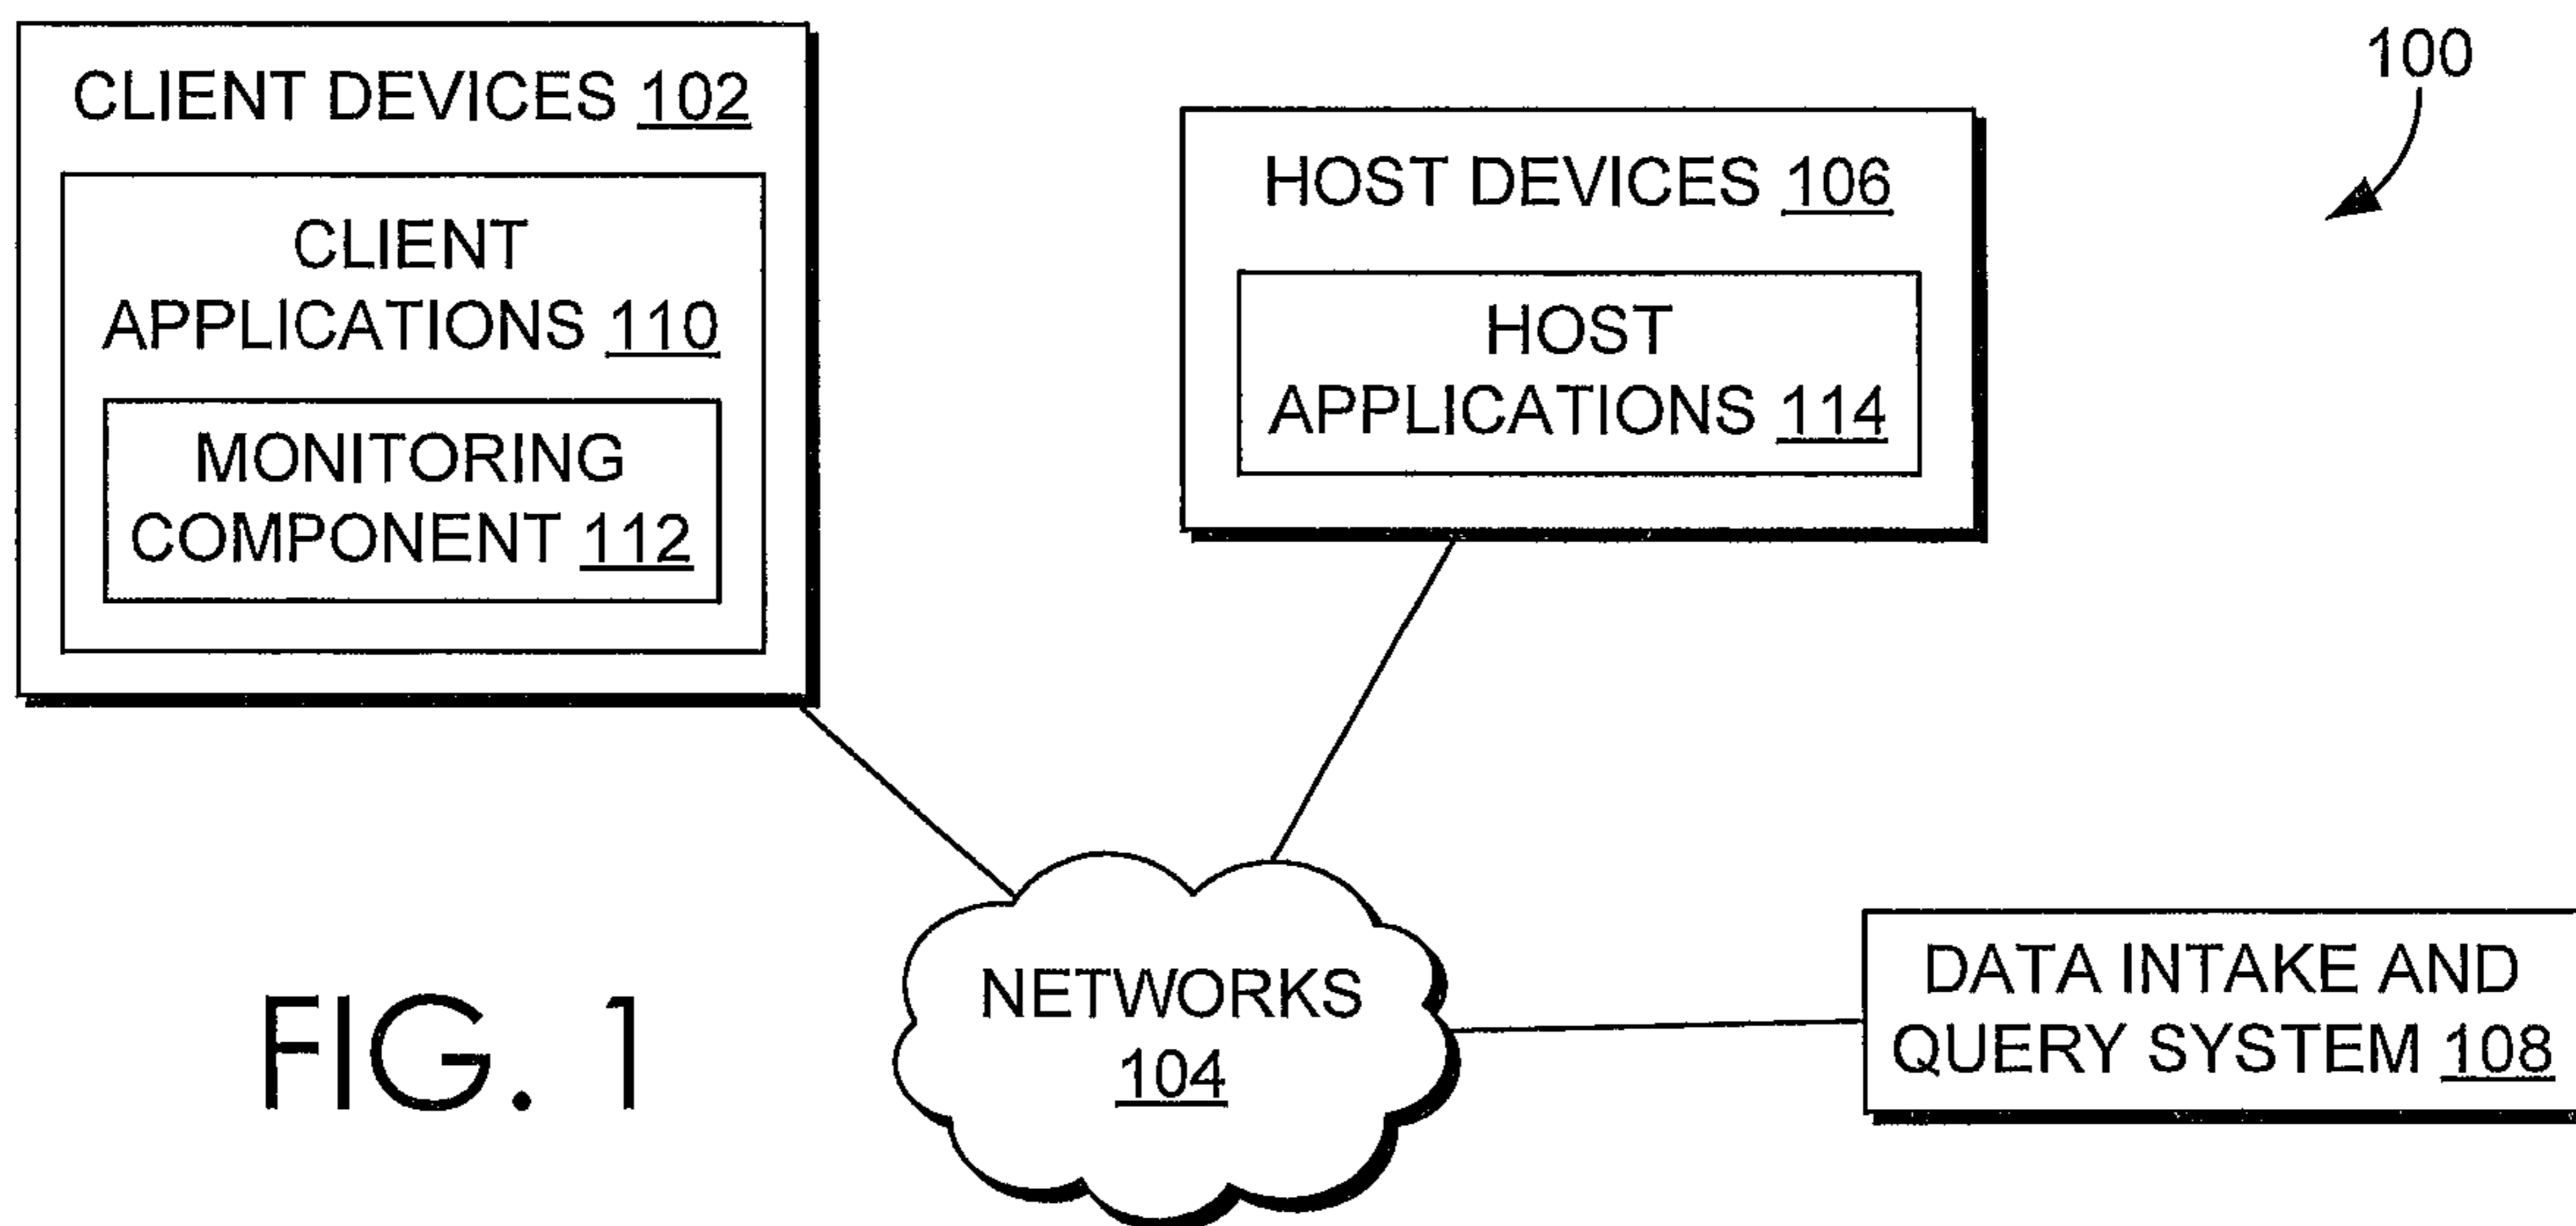 100
CLIENT DEVICES 102
CLIENT
APPLICATIONS 110
MONITORING
COMPONENT 112
HOST DEVICES 106
HOST
APPLICATIONS 114
NETWORKS
104
DATA INTAKE AND
QUERY SYSTEM 108
FIG. 1